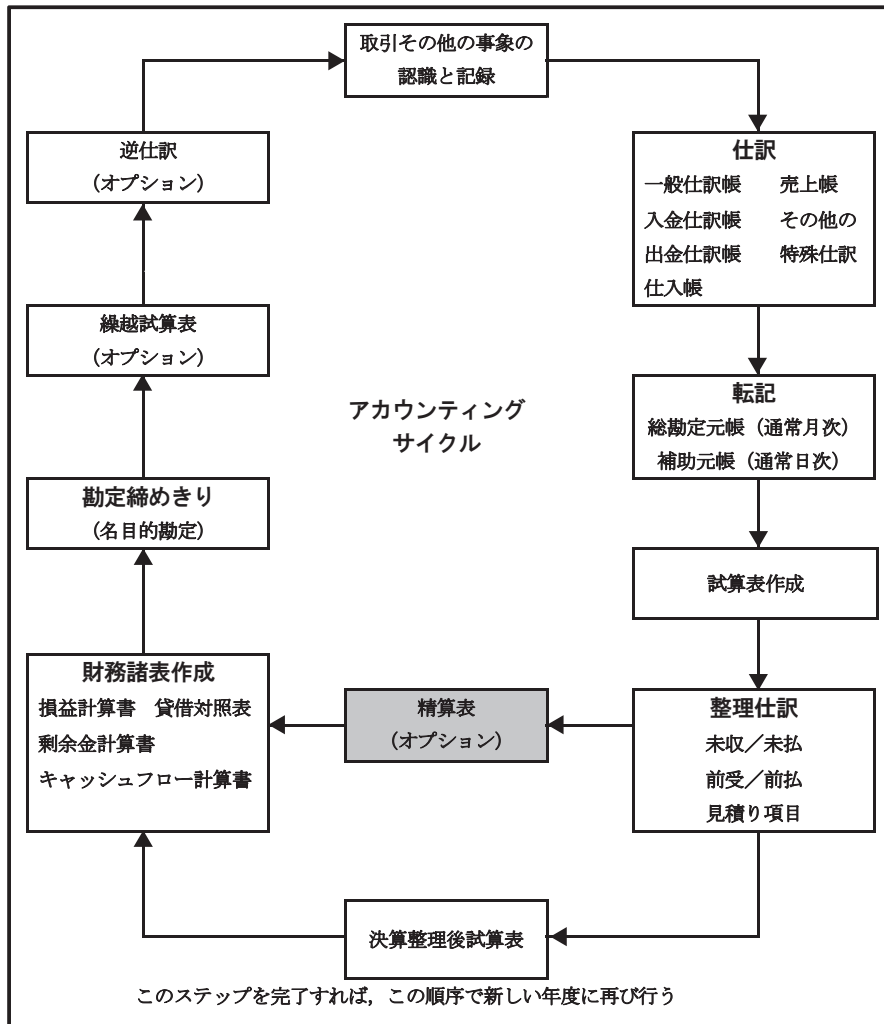 取引その他の事象の
認識と記録
仕訳
一般仕訳帳　売上帳
入金仕訳帳　その他の
出金仕訳帳　特殊仕訳
仕入帳
転記
総勘定元帳（通常月次）
補助元帳（通常日次）
試算表作成
整理仕訳
未収／未払
前受／前払
見積り項目
精算表
（オプション）
決算整理後試算表
財務諸表作成
損益計算書　貸借対照表
剰余金計算書
キャッシュフロー計算書
勘定締めきり
（名目的勘定）
繰越試算表
（オプション）
逆仕訳
（オプション）
アカウンティング
サイクル
このステップを完了すれば，この順序で新しい年度に再び行う